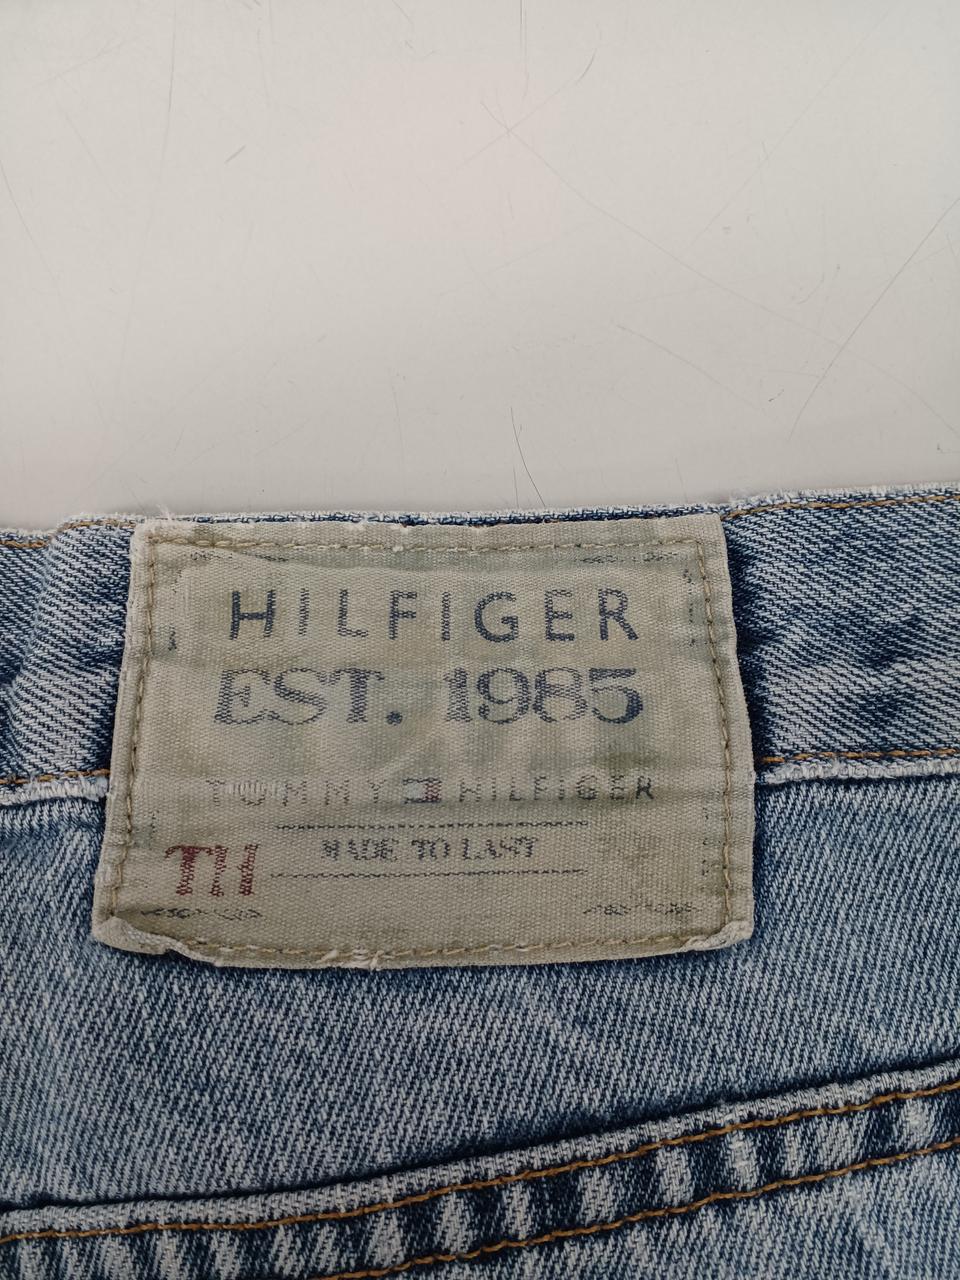 HILFIGER
EST. 1985
TOMMY HILFIGER
MADE TO LAST
TH